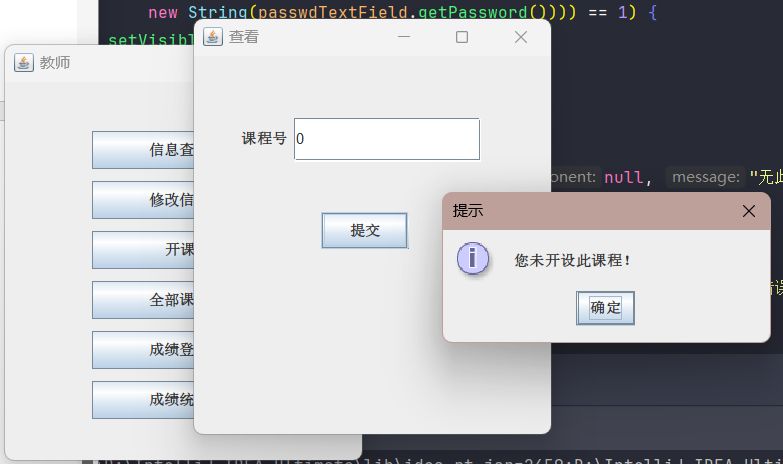 new String(passwdTextField.getPassword()))) == 1) {
教师
查看
课程号 0
信息查
修改信
null, message: "无此
提示
开课
提交
您未开设此课程!
全部课
确定
成绩登
成绩统